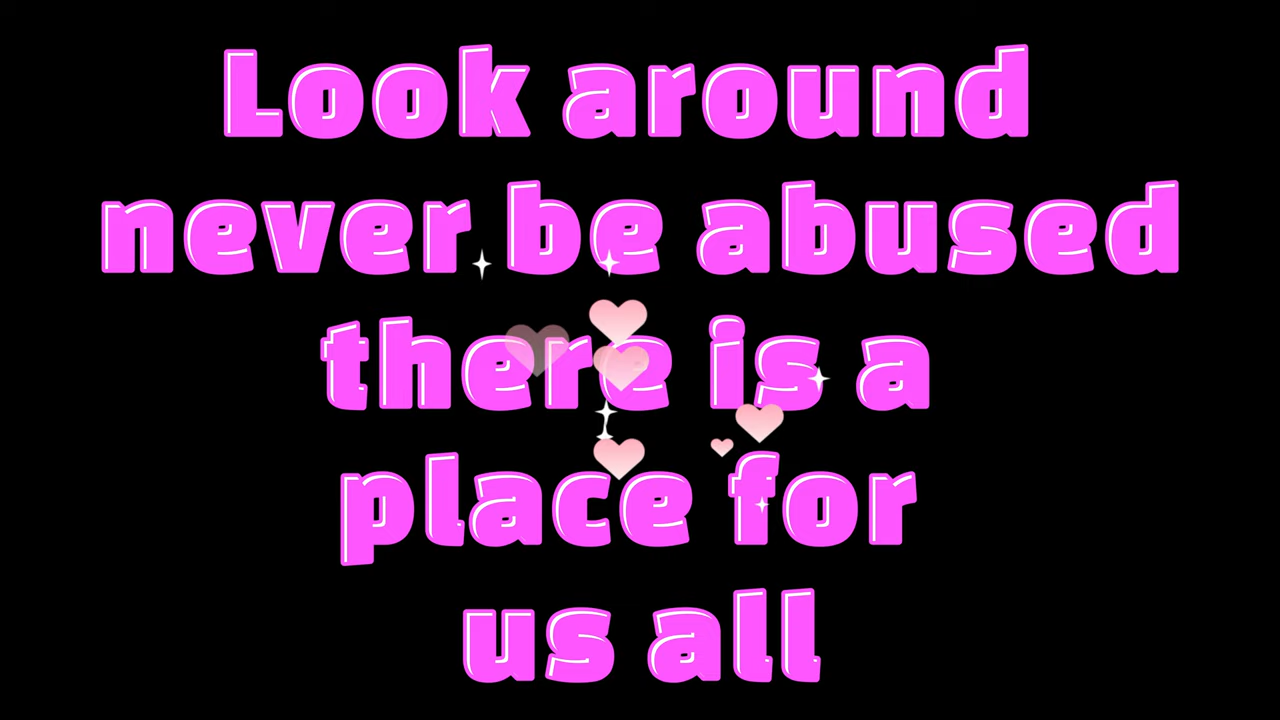 Look around
never be abused
there is a
place for
us all